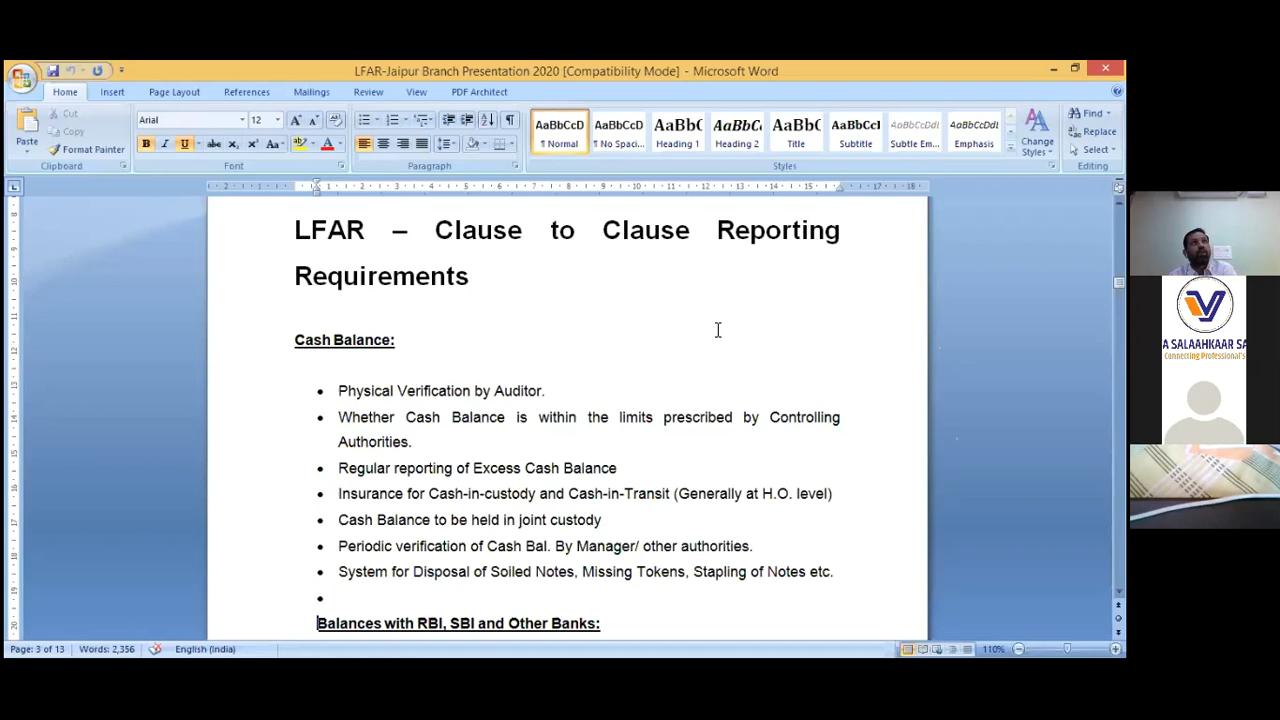 LFAR-Jaipur Branch Presentation 2020 [Compatibility Mode] - Microsoft Word
Home Insert Page Layout References Mailings Review View PDF Architect
Cut
Copy
Format Painter
Paste
Clipboard
Arial 12
Font
Paragraph
AaBbCcD AaBbCcD AaBbC AaBbCc AaBbC AaBbCcI AaBbCcDdl AaBbCcDdl
¶ Normal ¶ No Spaci... Heading 1 Heading 2 Title Subtitle Subtle Em... Emphasis
Change Styles
Styles
Find
Replace
Select
Editing
LFAR – Clause to Clause Reporting
Requirements
Cash Balance:
• Physical Verification by Auditor.
• Whether Cash Balance is within the limits prescribed by Controlling
Authorities.
• Regular reporting of Excess Cash Balance
• Insurance for Cash-in-custody and Cash-in-Transit (Generally at H.O. level)
• Cash Balance to be held in joint custody
• Periodic verification of Cash Bal. By Manager/ other authorities.
• System for Disposal of Soiled Notes, Missing Tokens, Stapling of Notes etc.
•
Balances with RBI, SBI and Other Banks:
Page: 3 of 13 Words: 2,356 English (India) 110%
A SALAAHKAAR SA
Connecting Professional's